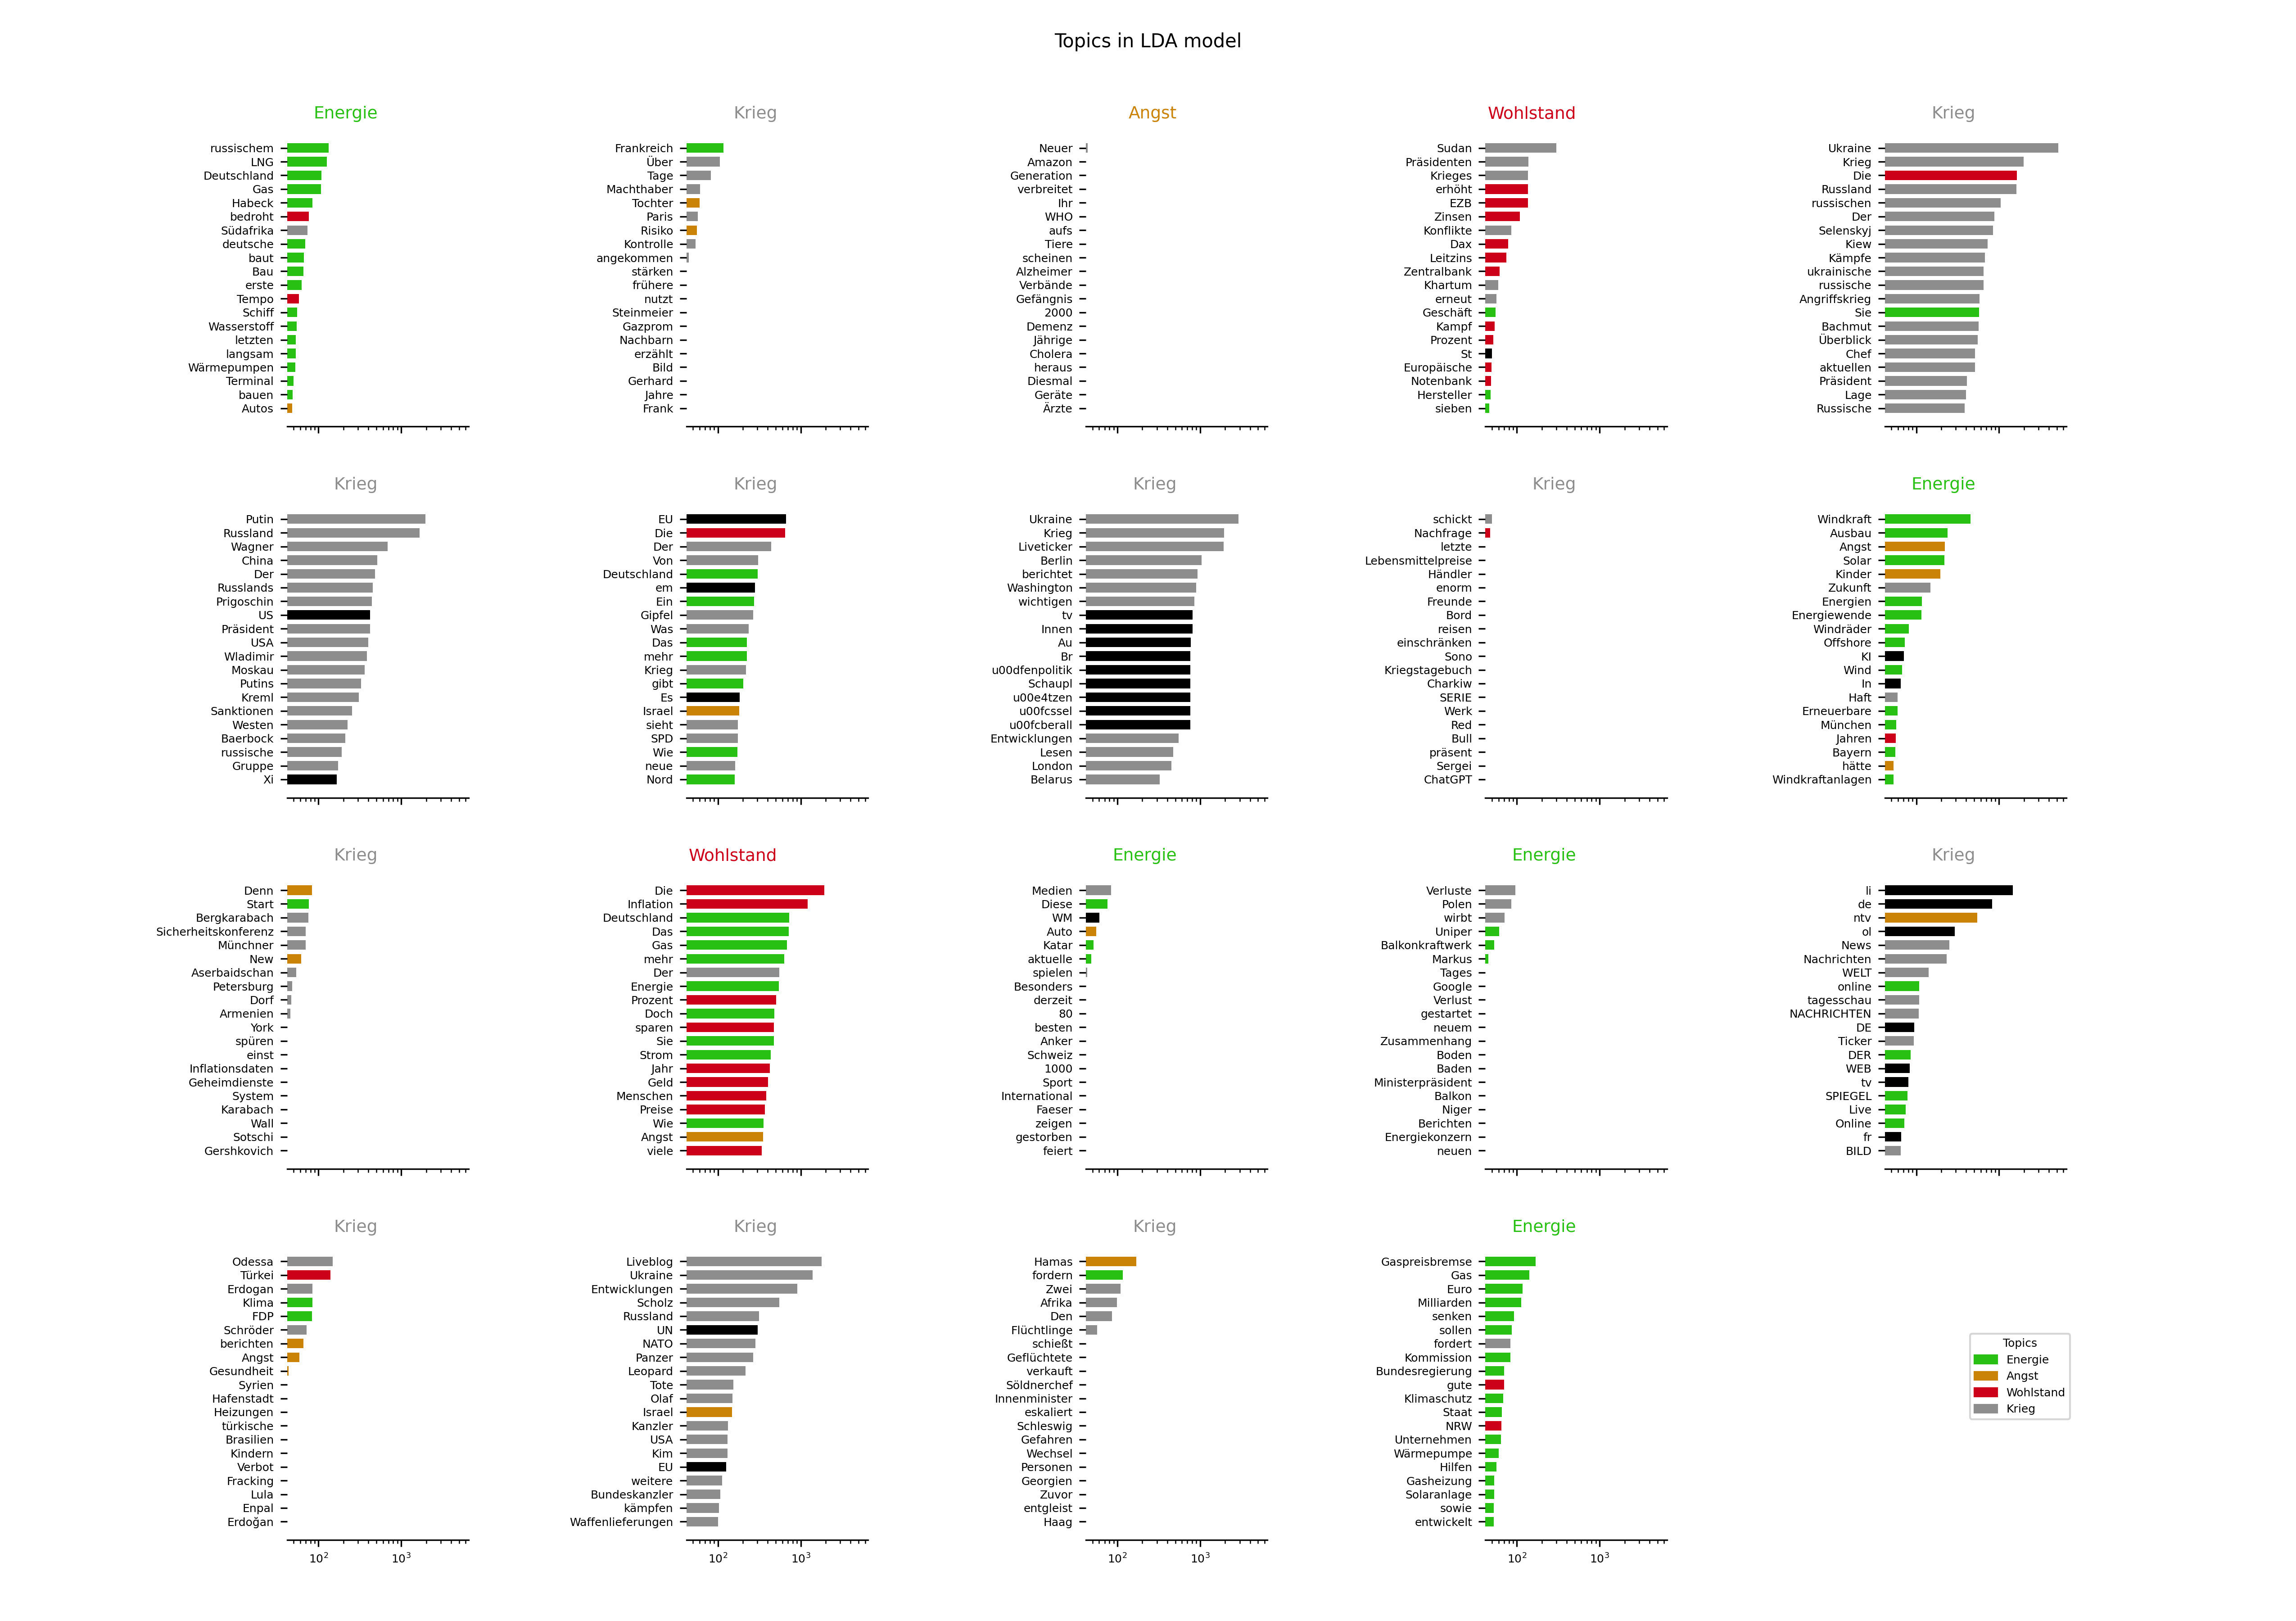 Topics in LDA model
Energie
russischem
LNG
Deutschland
Gas
Habeck
bedroht
Südafrika
deutsche
baut
Bau
erste
Tempo
Schiff
Wasserstoff
letzten
langsam
Wärmepumpen
Terminal
bauen
Autos
Krieg
Frankreich
Über
Tage
Machthaber
Tochter
Paris
Risiko
Kontrolle
angekommen
stärken
frühere
nutzt
Steinmeier
Gazprom
Nachbarn
erzählt
Bild
Gerhard
Jahre
Frank
Angst
Neuer
Amazon
Generation
verbreitet
Ihr
WHO
aufs
Tiere
scheinen
Alzheimer
Verbände
Gefängnis
2000
Demenz
Jährige
Cholera
heraus
Diesmal
Geräte
Ärzte
Wohlstand
Sudan
Präsidenten
Krieges
erhöht
EZB
Zinsen
Konflikte
Dax
Leitzins
Zentralbank
Khartum
erneut
Geschäft
Kampf
Prozent
St
Europäische
Notenbank
Hersteller
sieben
Krieg
Ukraine
Krieg
Die
Russland
russischen
Der
Selenskyj
Kiew
Kämpfe
ukrainische
russische
Angriffskrieg
Sie
Bachmut
Überblick
Chef
aktuellen
Präsident
Lage
Russische
Krieg
Putin
Russland
Wagner
China
Der
Russlands
Prigoschin
US
Präsident
USA
Wladimir
Moskau
Putins
Kreml
Sanktionen
Westen
Baerbock
russische
Gruppe
Xi
Krieg
EU
Die
Der
Von
Deutschland
em
Ein
Gipfel
Was
Das
mehr
Krieg
gibt
Es
Israel
sieht
SPD
Wie
neue
Nord
Krieg
Ukraine
Krieg
Liveticker
Berlin
berichtet
Washington
wichtigen
tv
Innen
Au
Br
u00dfenpolitik
Schaupl
u00e4tzen
u00fcssel
u00fcberall
Entwicklungen
Lesen
London
Belarus
Krieg
schickt
Nachfrage
letzte
Lebensmittelpreise
Händler
enorm
Freunde
Bord
reisen
einschränken
Sono
Kriegstagebuch
Charkiw
SERIE
Werk
Red
Bull
präsent
Sergei
ChatGPT
Energie
Windkraft
Ausbau
Angst
Solar
Kinder
Zukunft
Energien
Energiewende
Windräder
Offshore
KI
Wind
In
Haft
Erneuerbare
München
Jahren
Bayern
hätte
Windkraftanlagen
Krieg
Denn
Start
Bergkarabach
Sicherheitskonferenz
Münchner
New
Aserbaidschan
Petersburg
Dorf
Armenien
York
spüren
einst
Inflationsdaten
Geheimdienste
System
Karabach
Wall
Sotschi
Gershkovich
Wohlstand
Die
Inflation
Deutschland
Das
Gas
mehr
Der
Energie
Prozent
Doch
sparen
Sie
Strom
Jahr
Geld
Menschen
Preise
Wie
Angst
viele
Energie
Medien
Diese
WM
Auto
Katar
aktuelle
spielen
Besonders
derzeit
80
besten
Anker
Schweiz
1000
Sport
International
Faeser
zeigen
gestorben
feiert
Energie
Verluste
Polen
wirbt
Uniper
Balkonkraftwerk
Markus
Tages
Google
Verlust
gestartet
neuem
Zusammenhang
Boden
Baden
Ministerpräsident
Balkon
Niger
Berichten
Energiekonzern
neuen
Krieg
li
de
ntv
ol
News
Nachrichten
WELT
online
tagesschau
NACHRICHTEN
DE
Ticker
DER
WEB
tv
SPIEGEL
Live
Online
fr
BILD
Krieg
Odessa
Türkei
Erdogan
Klima
FDP
Schröder
berichten
Angst
Gesundheit
Syrien
Hafenstadt
Heizungen
türkische
Brasilien
Kindern
Verbot
Fracking
Lula
Enpal
Erdoğan
10²
10³
Krieg
Liveblog
Ukraine
Entwicklungen
Scholz
Russland
UN
NATO
Panzer
Leopard
Tote
Olaf
Israel
Kanzler
USA
Kim
EU
weitere
Bundeskanzler
kämpfen
Waffenlieferungen
10²
10³
Krieg
Hamas
fordern
Zwei
Afrika
Den
Flüchtlinge
schießt
Geflüchtete
verkauft
Söldnerchef
Innenminister
eskaliert
Schleswig
Gefahren
Wechsel
Personen
Georgien
Zuvor
entgleist
Haag
10²
10³
Energie
Gaspreisbremse
Gas
Euro
Milliarden
senken
sollen
fordert
Kommission
Bundesregierung
gute
Klimaschutz
Staat
NRW
Unternehmen
Wärmepumpe
Hilfen
Gasheizung
Solaranlage
sowie
entwickelt
10²
10³
Topics
Energie
Angst
Wohlstand
Krieg